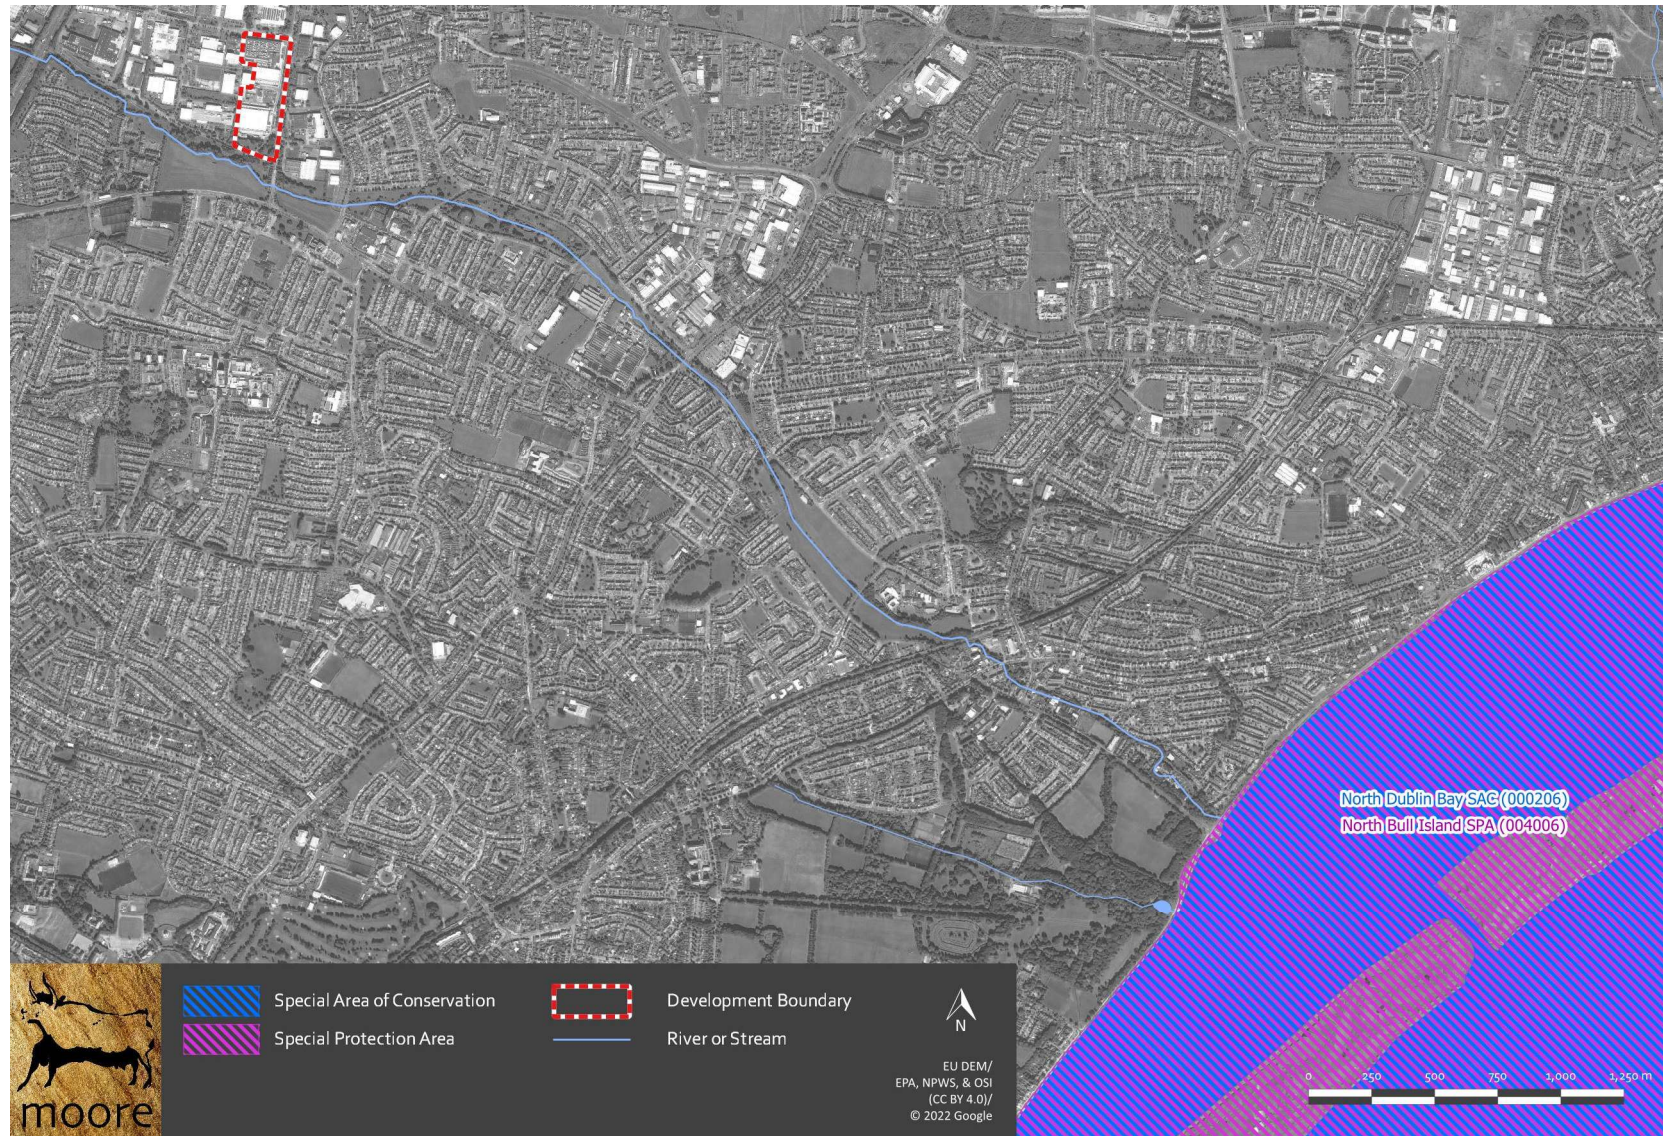 North Dublin Bay SAC (000206)
North Bull Island SPA (004006)
Special Area of Conservation
Special Protection Area
Development Boundary
River or Stream
N
EU DEM/
EPA, NPWS, & OSI
(CC BY 4.0)/
© 2022 Google
0 250 500 750 1,000 1,250 m
moore